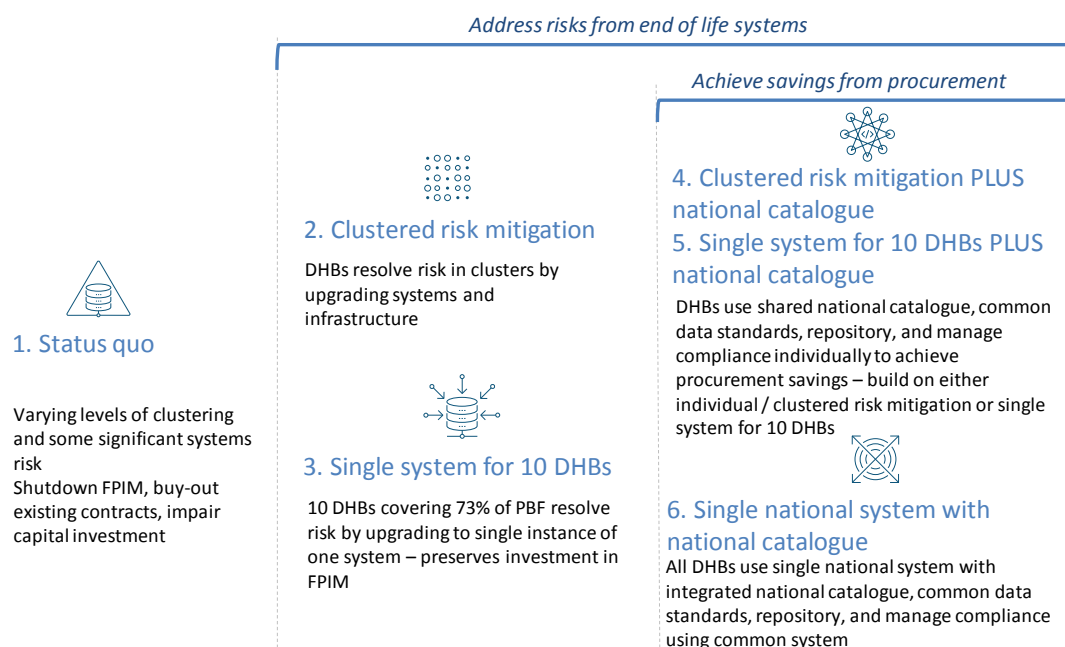 Address risks from end of life systems
Achieve savings from procurement
1. Status quo
Varying levels of clustering
and some significant systems
risk
Shutdown FPIM, buy-out
existing contracts, impair
capital investment
2. Clustered risk mitigation
DHBs resolve risk in clusters by
upgrading systems and
infrastructure
3. Single system for 10 DHBs
10 DHBs covering 73% of PBF resolve
risk by upgrading to single instance of
one system – preserves investment in
FPIM
</>
4. Clustered risk mitigation PLUS
national catalogue
5. Single system for 10 DHBs PLUS
national catalogue
DHBs use shared national catalogue, common
data standards, repository, and manage
compliance individually to achieve
procurement savings – build on either
individual / clustered risk mitigation or single
system for 10 DHBs
6. Single national system with
national catalogue
All DHBs use single national system with
integrated national catalogue, common data
standards, repository, and manage compliance
using common system